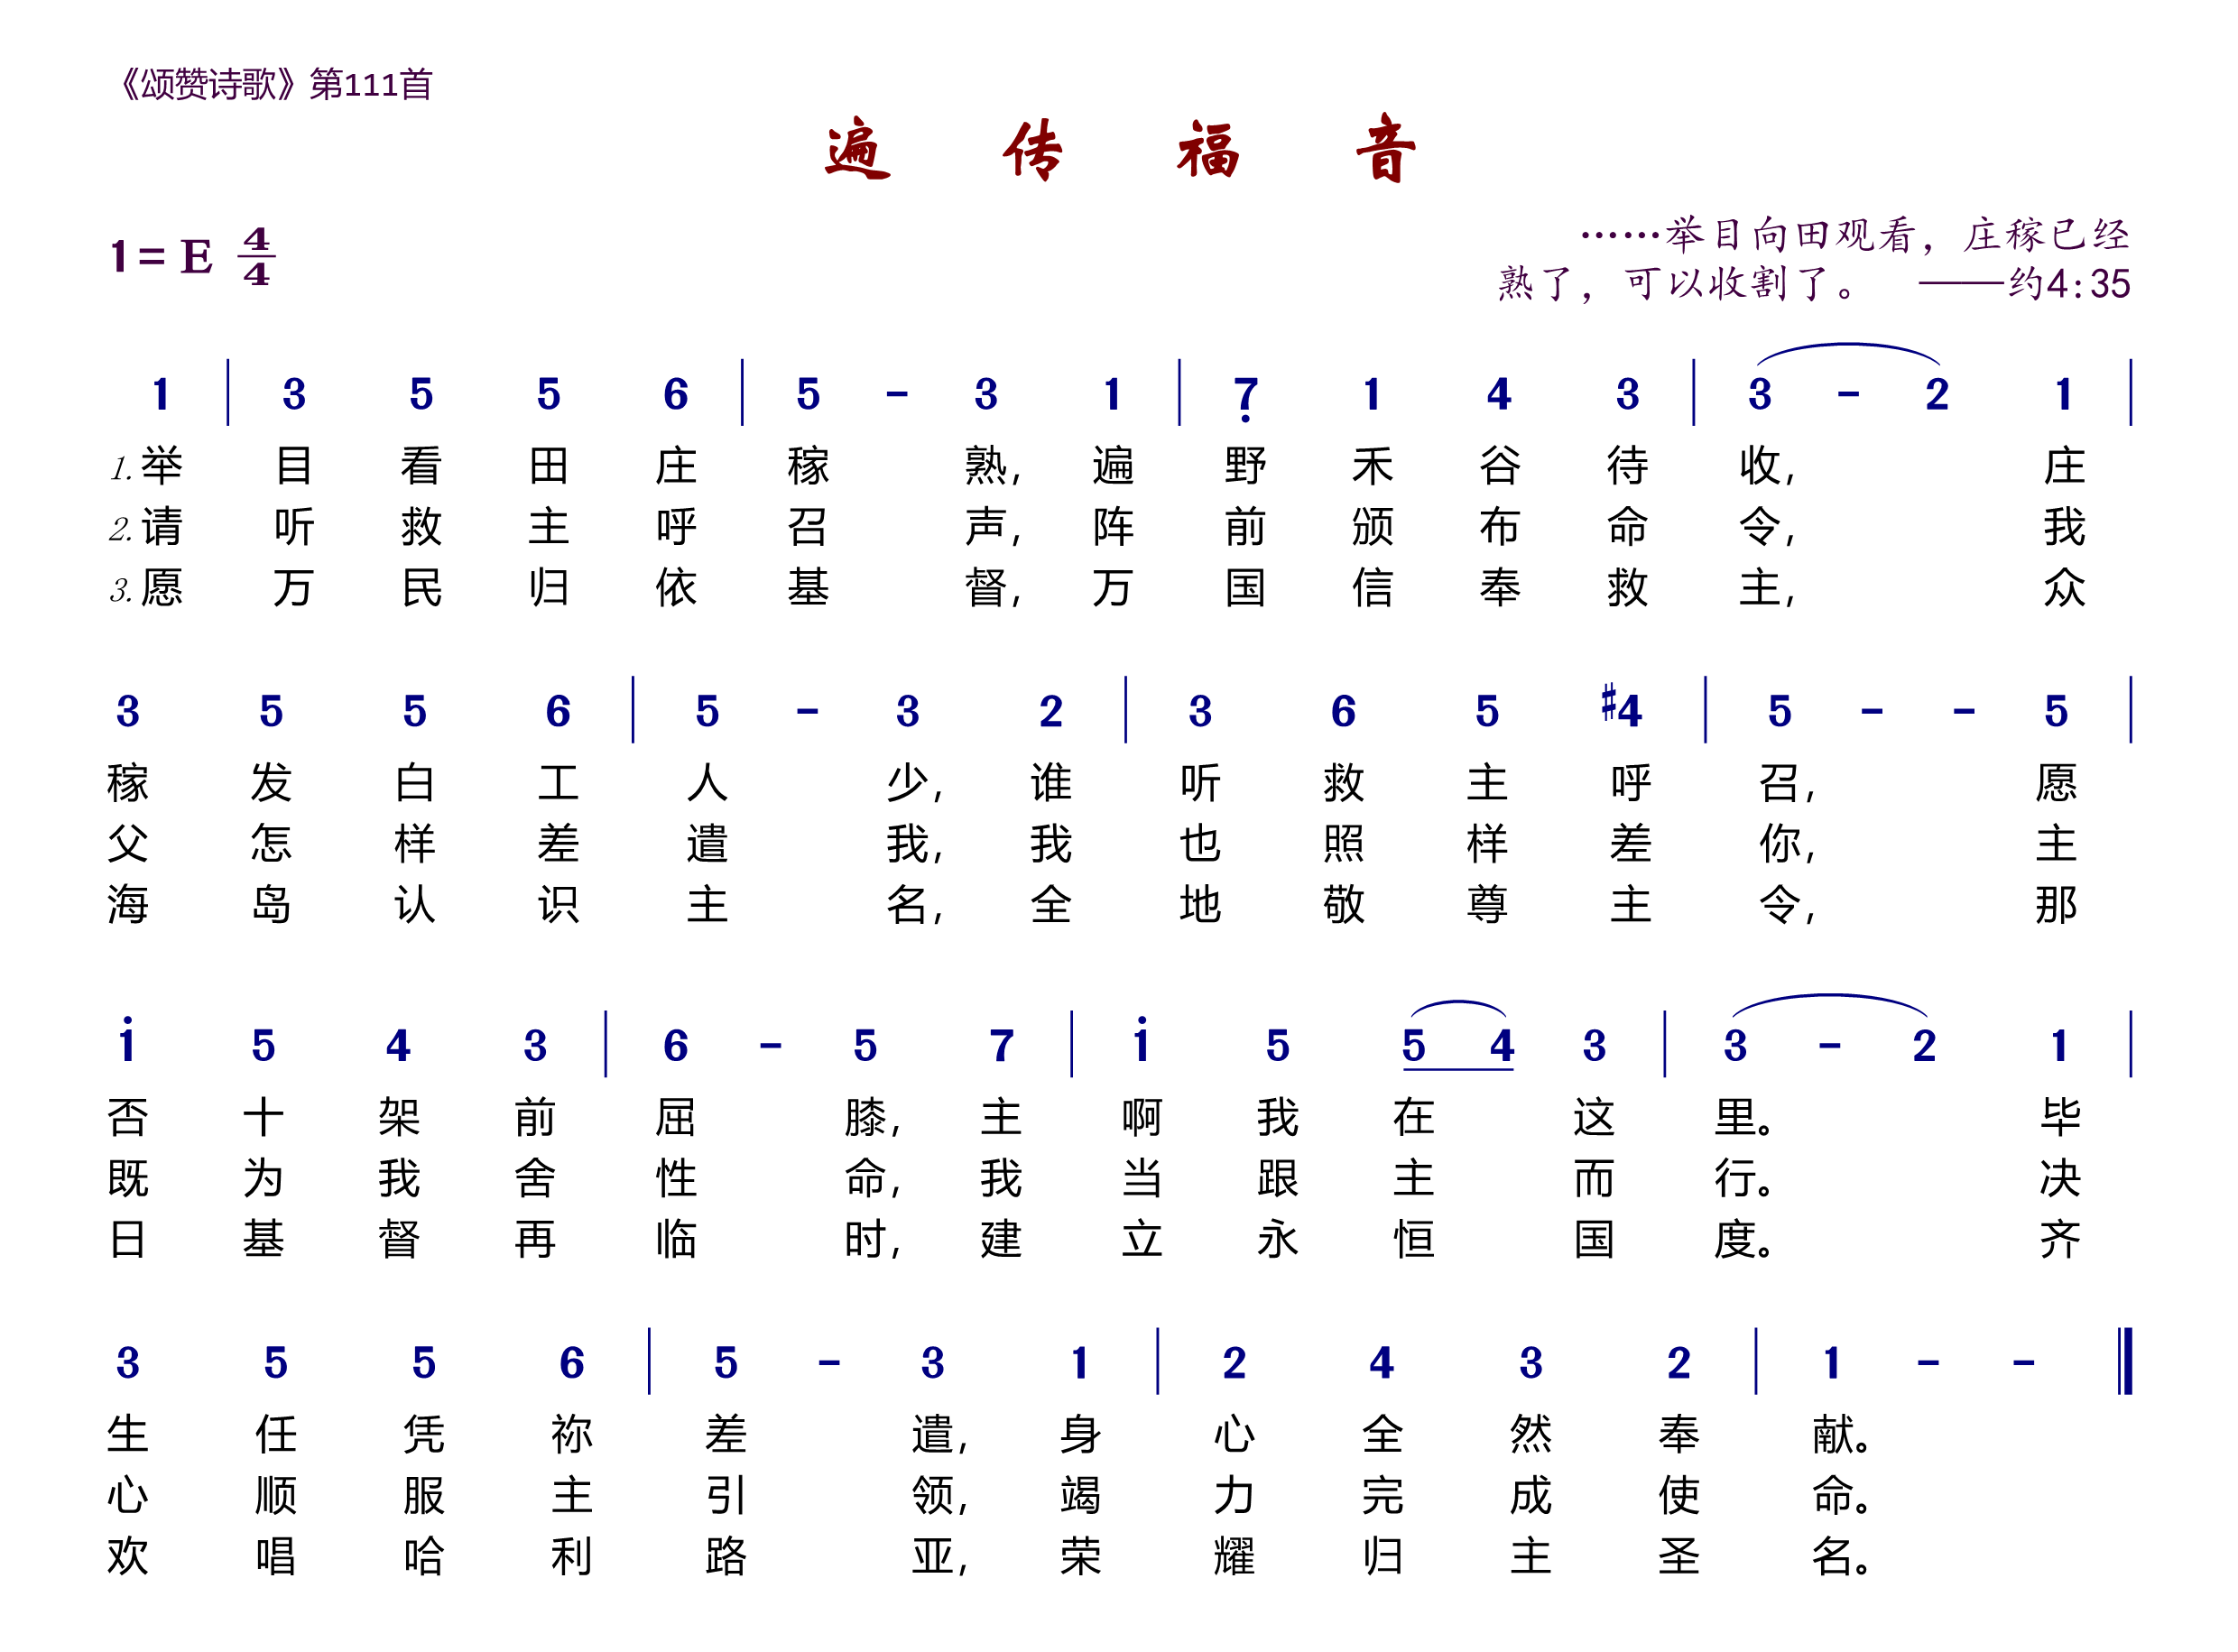 《颂赞诗歌》第111首
遍 传 福 音
1=E 4/4
……举目向田观看，庄稼已经
熟了，可以收割了。 ——约4:35
1 | 3 5 5 6 | 5 - 3 1 | 7̣ 1 4 3 | 3 - 2 1 |
1.举 目 看 田 庄 稼 熟, 遍 野 禾 谷 待 收, 庄
2.请 听 救 主 呼 召 声, 阵 前 颁 布 命 令, 我
3.愿 万 民 归 依 基 督, 万 国 信 奉 救 主, 众
3 5 5 6 | 5 - 3 2 | 3 6 5 #4 | 5 - - 5 |
稼 发 白 工 人 少, 谁 听 救 主 呼 召, 愿
父 怎 样 差 遣 我, 我 也 照 样 差 你, 主
海 岛 认 识 主 名, 全 地 敬 尊 主 令, 那
1̇ 5 4 3 | 6 - 5 7 | 1̇ 5 5 4 3 | 3 - 2 1 |
否 十 架 前 屈 膝, 主 啊 我 在 这 里。 毕
既 为 我 舍 性 命, 我 当 跟 主 而 行。 决
日 基 督 再 临 时, 建 立 永 恒 国 度。 齐
3 5 5 6 | 5 - 3 1 | 2 4 3 2 | 1 - - ‖
生 任 凭 祢 差 遣, 身 心 全 然 奉 献。
心 顺 服 主 引 领, 竭 力 完 成 使 命。
欢 唱 哈 利 路 亚, 荣 耀 归 主 圣 名。